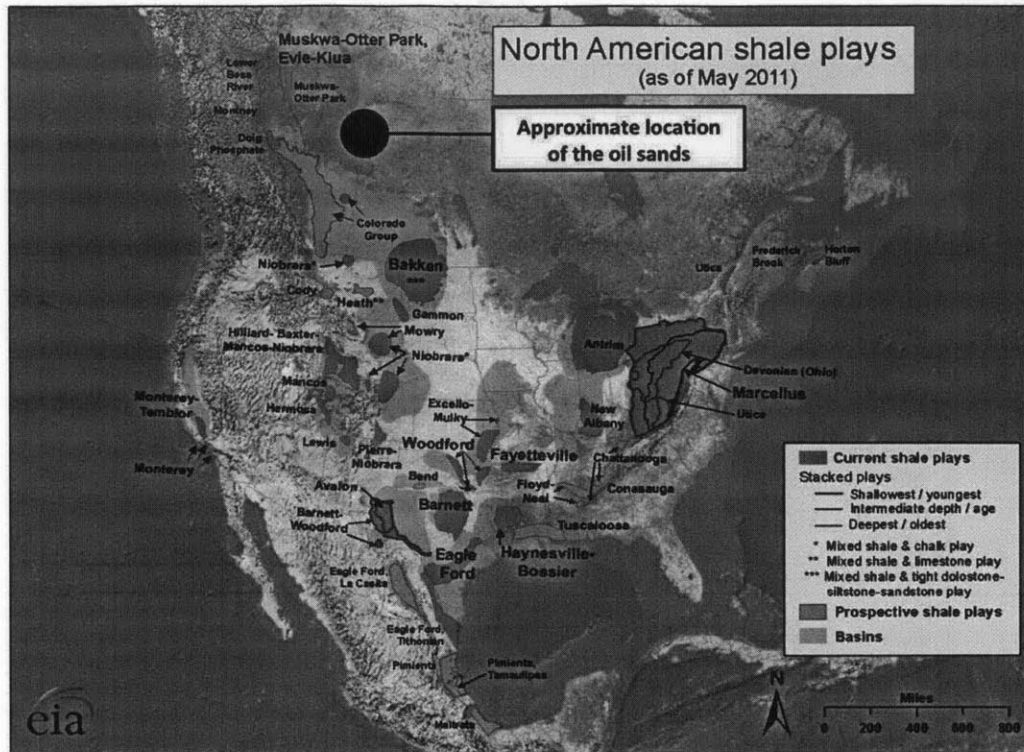 North American shale plays
(as of May 2011)
Approximate location
of the oil sands
Muskwa-Otter Park,
Evie-Klua
Lower
Besa
River
Muskwa-
Otter Park
Montney
Doig
Phosphate
Colorado
Group
Niobrara*
Bakken
***
Cody
Heath**
Gammon
Mowry
Hilliard-Baxter-
Mancos-Niobrara
Niobrara*
Mancos
Hermosa
Monterey-
Temblor
Monterey
Lewis
Pierre-
Niobrara
Excello-
Mulky
Woodford
Fayetteville
Bend
Avalon
Barnett-
Woodford
Barnett
Antrim
New
Albany
Utica
Frederick
Brook
Horton
Bluff
Devonian (Ohio)
Marcellus
Utica
Chattanooga
Floyd-
Neal
Conasauga
Tuscaloosa
Haynesville-
Bossier
Eagle
Ford
Eagle Ford,
La Casita
Eagle Ford,
Tithonian
Pimienta
Pimienta,
Tamaulipas
Maltrata
Current shale plays
Stacked plays
Shallowest / youngest
Intermediate depth / age
Deepest / oldest
* Mixed shale & chalk play
** Mixed shale & limestone play
*** Mixed shale & tight dolostone-
siltstone-sandstone play
Prospective shale plays
Basins
N
Miles
0 200 400 600 800
eia